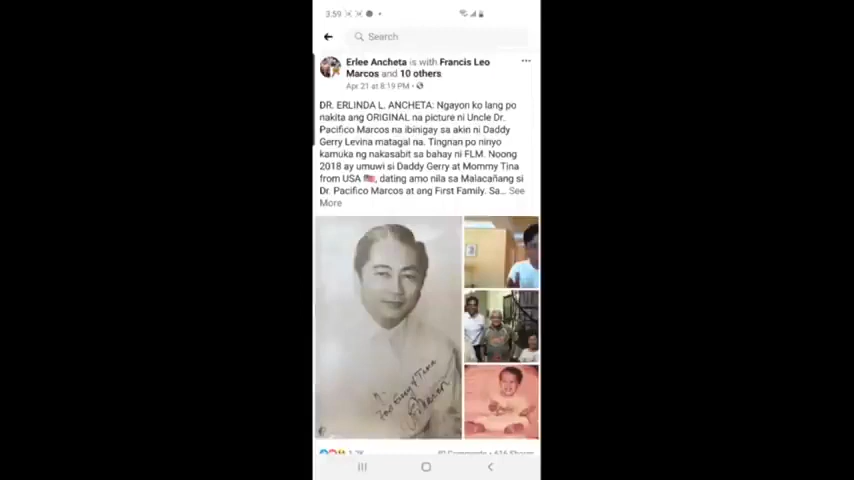 3:59
Search
Erlee Ancheta is with Francis Leo
Marcos and 10 others.
Apr 21 at 8:19 PM
DR. ERLINDA L. ANCHETA: Ngayon ko lang po
nakita ang ORIGINAL na picture ni Uncle Dr.
Pacifico Marcos na ibinigay sa akin ni Daddy
Gerry Levina matagal na. Tingnan po ninyo
kamuka ng nakasabit sa bahay ni FLM. Noong
2018 ay umuwi si Daddy Gerry at Mommy Tina
from USA, dating amo nila sa Malacañang si
Dr. Pacifico Marcos at ang First Family. Sa... See
More